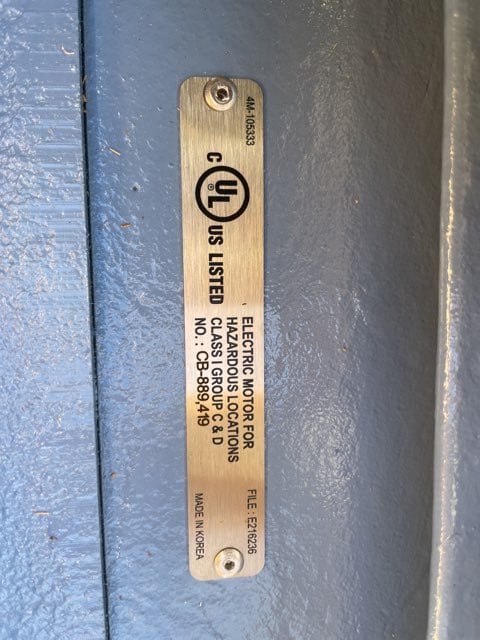 4M-105333
C UL US LISTED
ELECTRIC MOTOR FOR
HAZARDOUS LOCATIONS
CLASS I GROUP C & D
NO. : CB-889,419
FILE : E216236
MADE IN KOREA